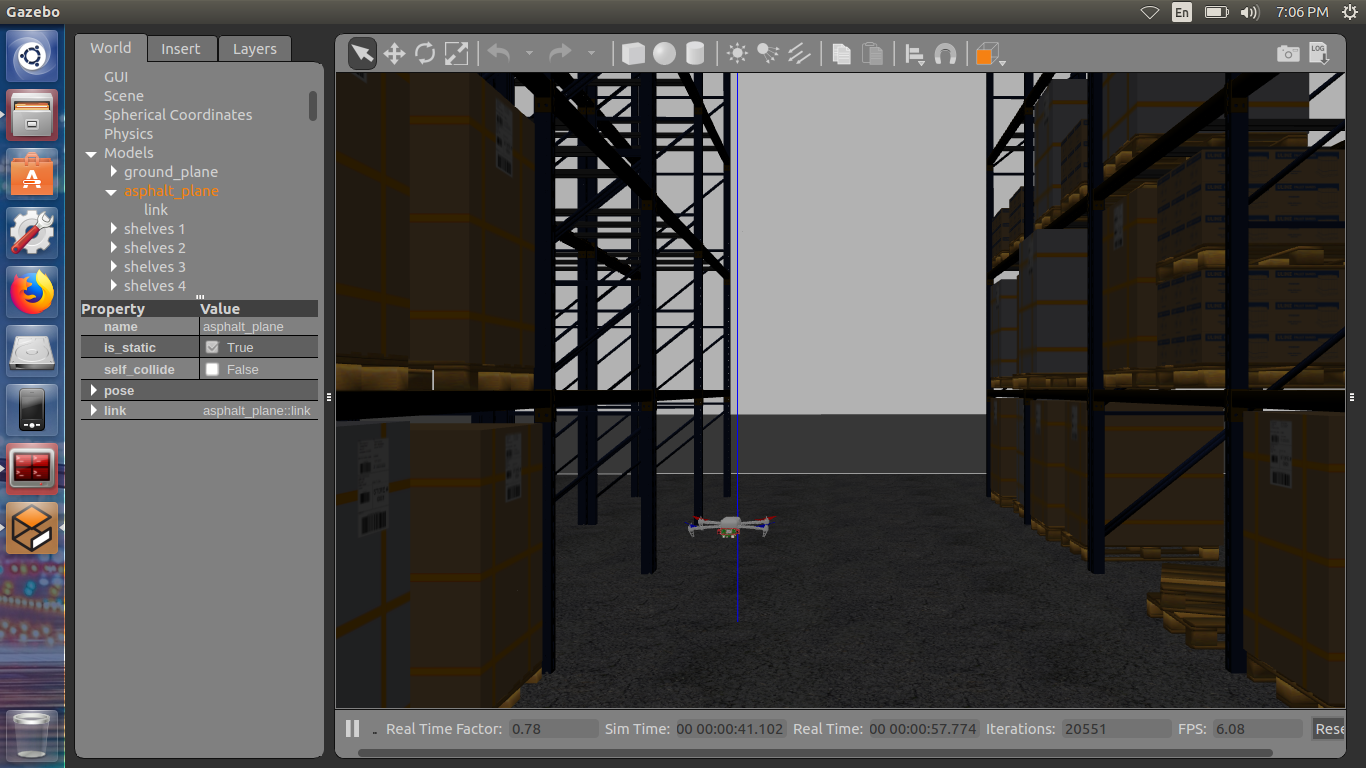 Gazebo
En
7:06 PM
World
Insert
Layers
GUI
Scene
Spherical Coordinates
Physics
Models
ground_plane
asphalt_plane
link
shelves 1
shelves 2
shelves 3
shelves 4
Property Value
name asphalt_plane
is_static True
self_collide False
pose
link asphalt_plane::link
LOG
Real Time Factor: 0.78 Sim Time: 00 00:00:41.102 Real Time: 00 00:00:57.774 Iterations: 20551 FPS: 6.08 Rese